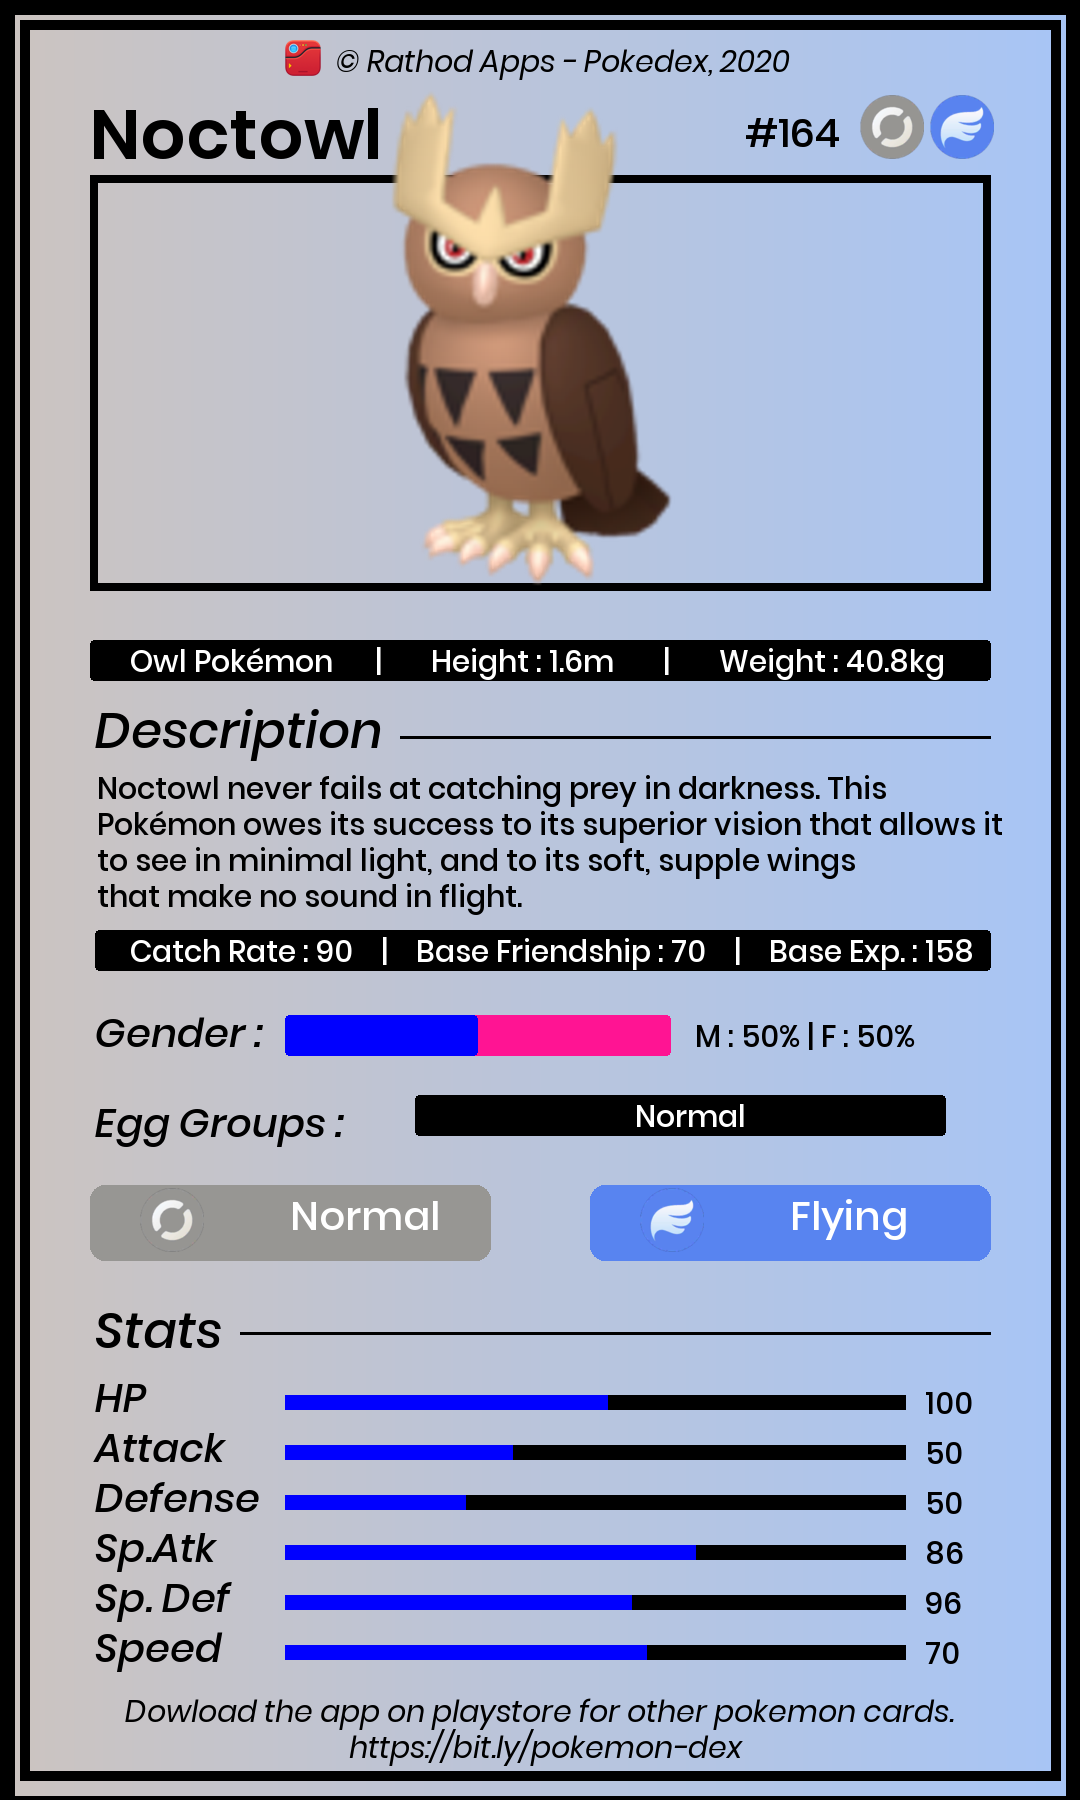 © Rathod Apps - Pokedex, 2020
Noctowl #164
Owl Pokémon | Height : 1.6m | Weight : 40.8kg
Description
Noctowl never fails at catching prey in darkness. This
Pokémon owes its success to its superior vision that allows it
to see in minimal light, and to its soft, supple wings
that make no sound in flight.
Catch Rate : 90 | Base Friendship : 70 | Base Exp. : 158
Gender : M : 50% | F : 50%
Egg Groups : Normal
Normal Flying
Stats
HP 100
Attack 50
Defense 50
Sp.Atk 86
Sp. Def 96
Speed 70
Dowload the app on playstore for other pokemon cards.
https://bit.ly/pokemon-dex